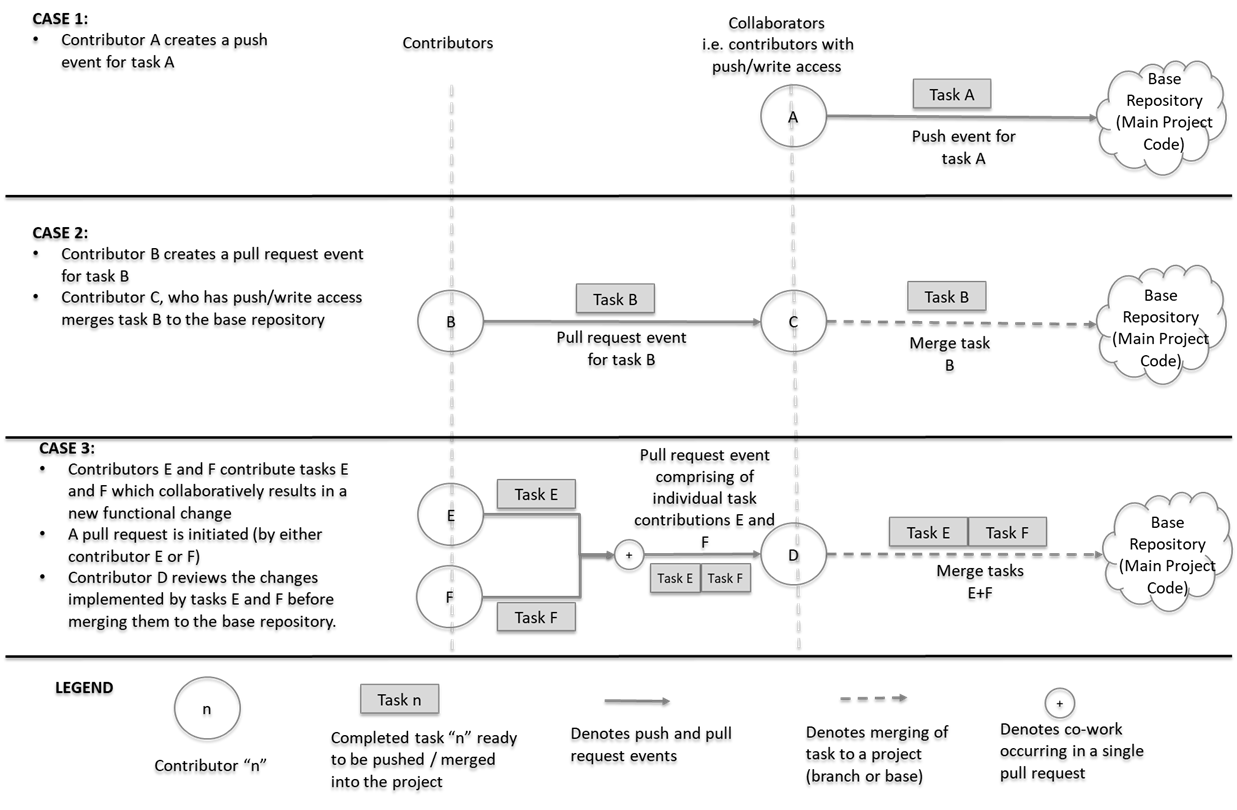 CASE 1:
• Contributor A creates a push
event for task A
Contributors
Collaborators
i.e. contributors with
push/write access
A
Task A
Push event for
task A
Base
Repository
(Main Project
Code)
CASE 2:
• Contributor B creates a pull request event
for task B
• Contributor C, who has push/write access
merges task B to the base repository
B
Task B
Pull request event
for task B
C
Task B
Merge task
B
Base
Repository
(Main Project
Code)
CASE 3:
• Contributors E and F contribute tasks E
and F which collaboratively results in a
new functional change
• A pull request is initiated (by either
contributor E or F)
• Contributor D reviews the changes
implemented by tasks E and F before
merging them to the base repository.
E
Task E
F
Task F
+
Pull request event
comprising of
individual task
contributions E and
F
Task E
Task F
D
Task E
Task F
Merge tasks
E+F
Base
Repository
(Main Project
Code)
LEGEND
n
Contributor “n”
Task n
Completed task “n” ready
to be pushed / merged
into the project
Denotes push and pull
request events
Denotes merging of
task to a project
(branch or base)
+
Denotes co-work
occurring in a single
pull request